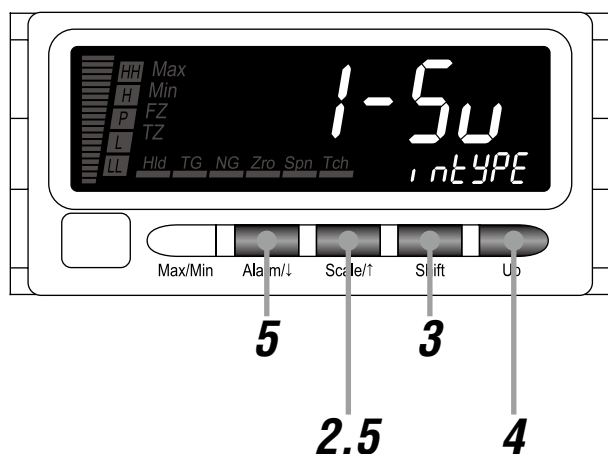 HH Max
H Min
P FZ
L TZ
LL Hld TG NG Zro Spn Tch
1-5v
intYPE
Max/Min Alarm/↓ Scale/↑ Shift Up
5 3
2.5 4